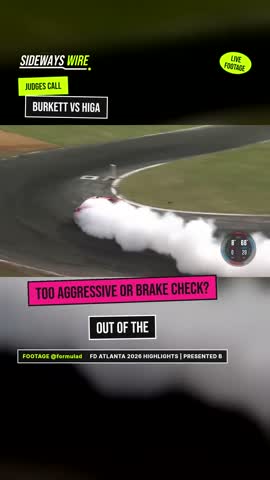 SIDEWAYS WIRE.
LIVE
FOOTAGE
JUDGES CALL
BURKETT VS HIGA
TOO AGGRESSIVE OR BRAKE CHECK?
OUT OF THE
FOOTAGE @formulad FD ATLANTA 2026 HIGHLIGHTS | PRESENTED B